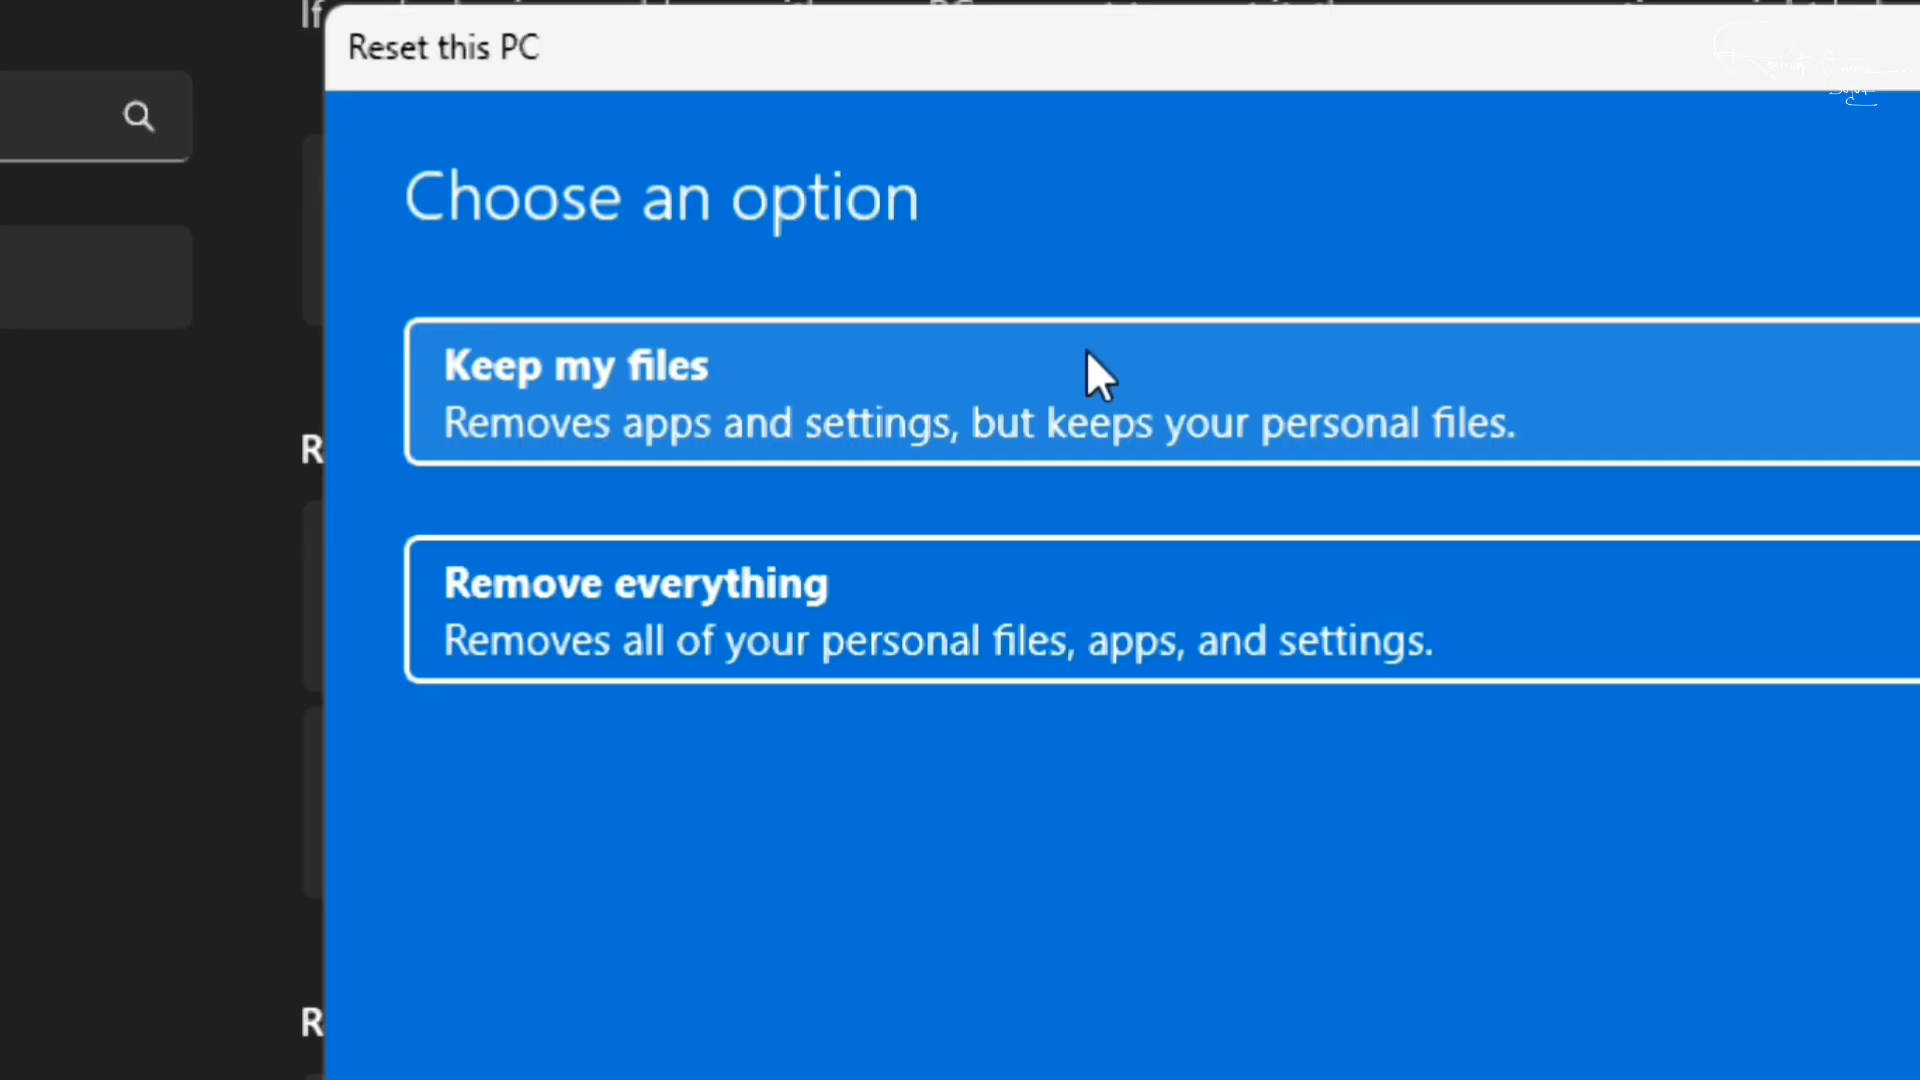 If
Reset this PC
Choose an option
Keep my files
Removes apps and settings, but keeps your personal files.
Remove everything
Removes all of your personal files, apps, and settings.
R
R